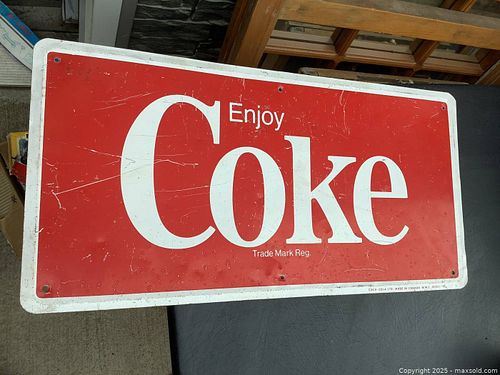 Enjoy
Coke
Trade Mark Reg.
Copyright 2025 - maxsold.com